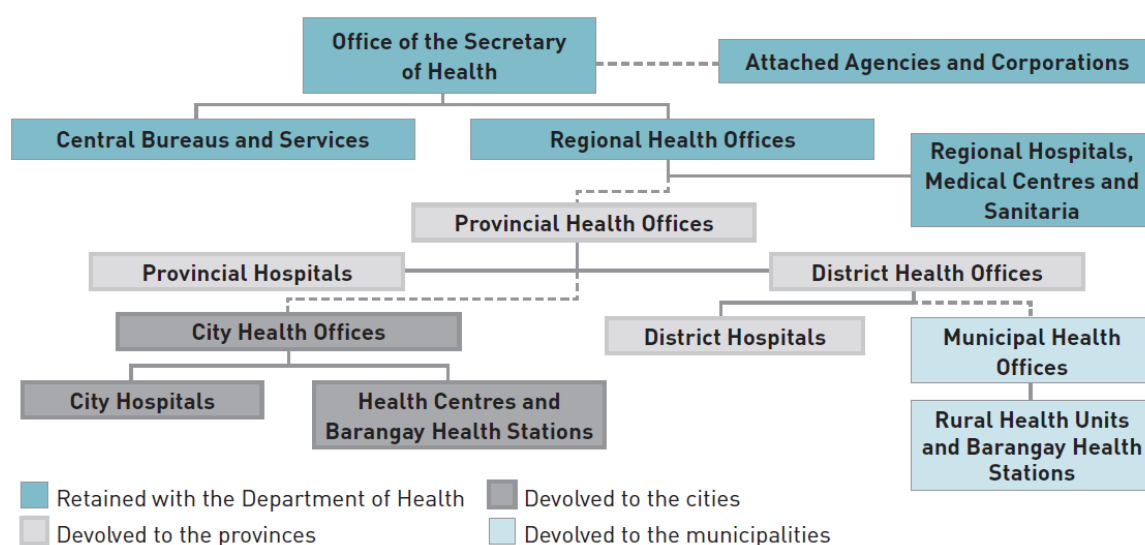 Office of the Secretary
of Health
Attached Agencies and Corporations
Central Bureaus and Services
Regional Health Offices
Regional Hospitals,
Medical Centres and
Sanitaria
Provincial Health Offices
Provincial Hospitals
District Health Offices
City Health Offices
District Hospitals
Municipal Health
Offices
City Hospitals
Health Centres and
Barangay Health Stations
Rural Health Units
and Barangay Health
Stations
Retained with the Department of Health
Devolved to the cities
Devolved to the provinces
Devolved to the municipalities